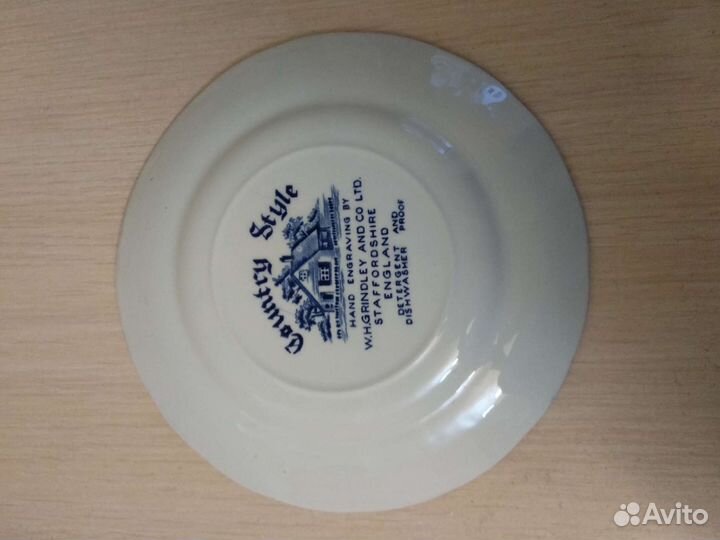 Country Style
HAND ENGRAVING BY
W.H.GRINDLEY AND CO LTD.
STAFFORDSHIRE
ENGLAND
DETERGENT AND
DISHWASHER PROOF
Avito